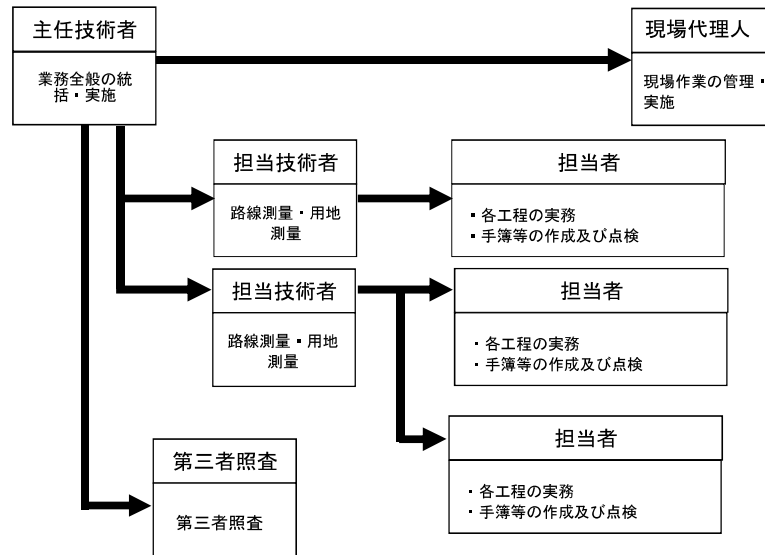 主任技術者
業務全般の統
括・実施
現場代理人
現場作業の管理・
実施
担当技術者
路線測量・用地
測量
担当者
・各工程の実務
・手簿等の作成及び点検
担当技術者
路線測量・用地
測量
担当者
・各工程の実務
・手簿等の作成及び点検
担当者
・各工程の実務
・手簿等の作成及び点検
第三者照査
第三者照査